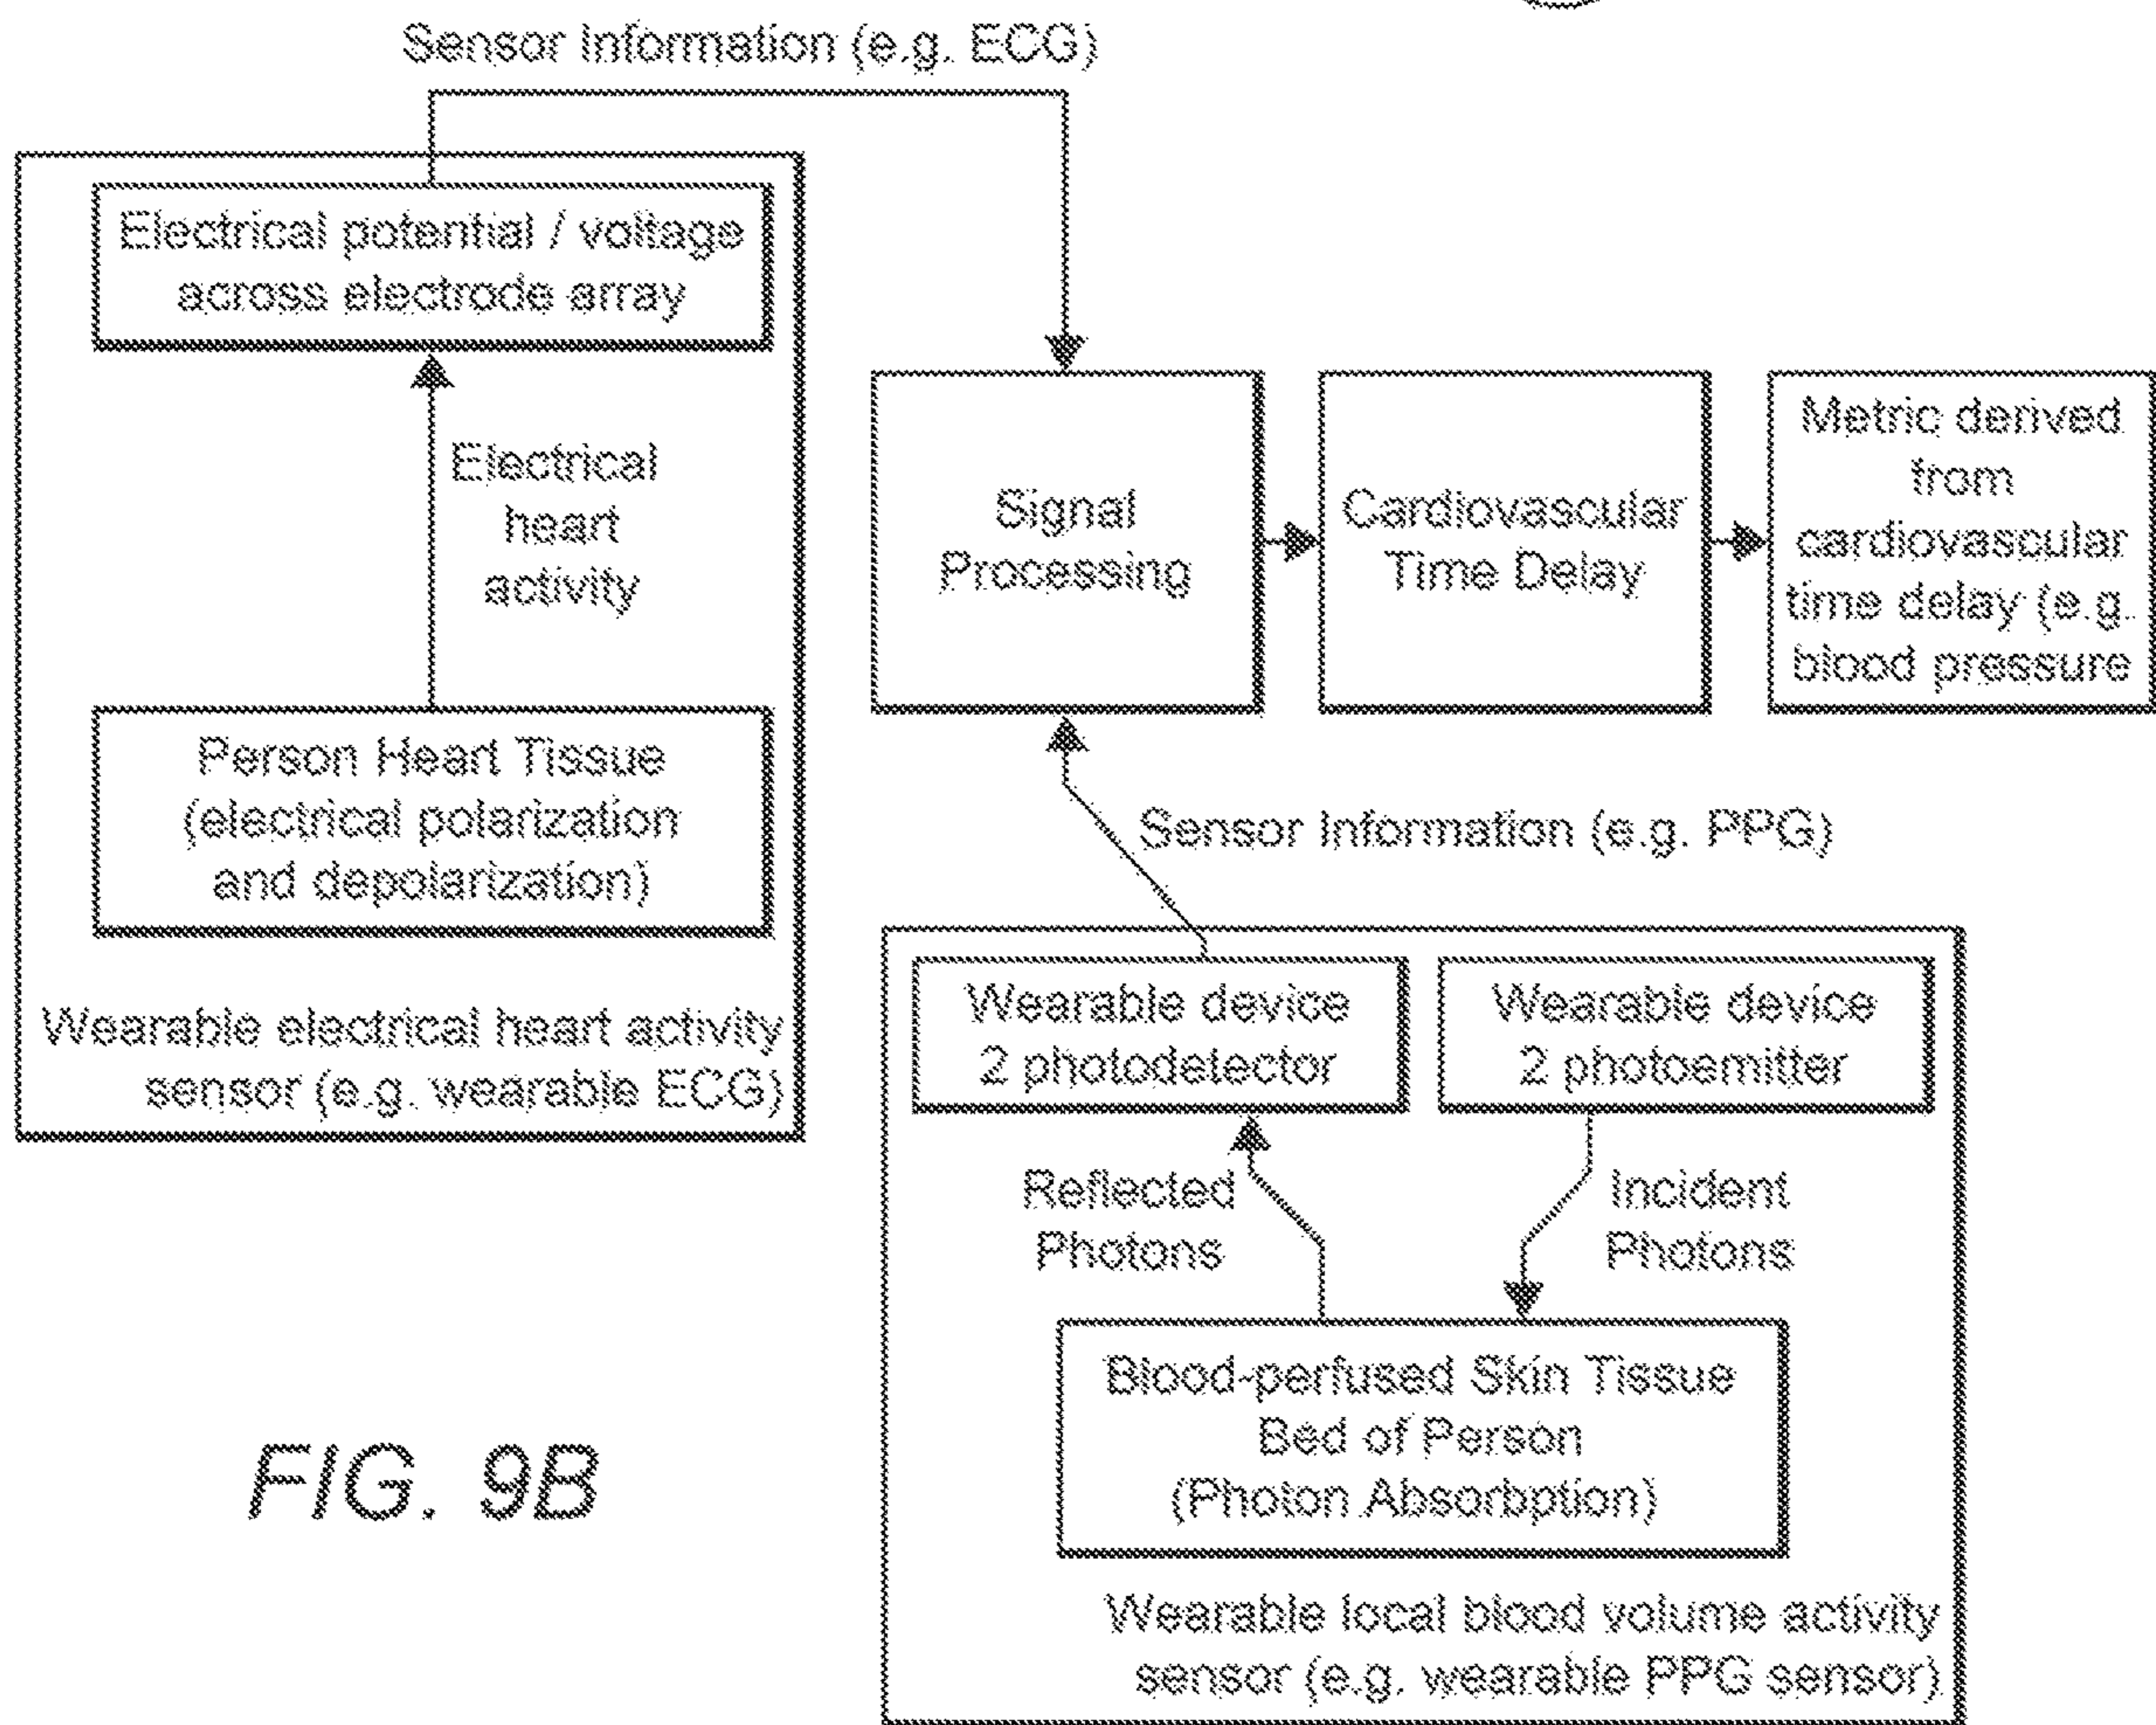 Sensor Information (e.g. ECG)
Electrical potential / voltage
across electrode array
Electrical
heart
activity
Person Heart Tissue
(electrical polarization
and depolarization)
Wearable electrical heart activity
sensor (e.g. wearable ECG)
Signal
Processing
Cardiovascular
Time Delay
Metric derived
from
cardiovascular
time delay (e.g.
blood pressure
Sensor Information (e.g. PPG)
Wearable device
2 photodetector
Wearable device
2 photoemitter
Reflected
Photons
Incident
Photons
Blood-perfused Skin Tissue
Bed of Person
(Photon Absorbption)
Wearable local blood volume activity
sensor (e.g. wearable PPG sensor)
FIG. 9B